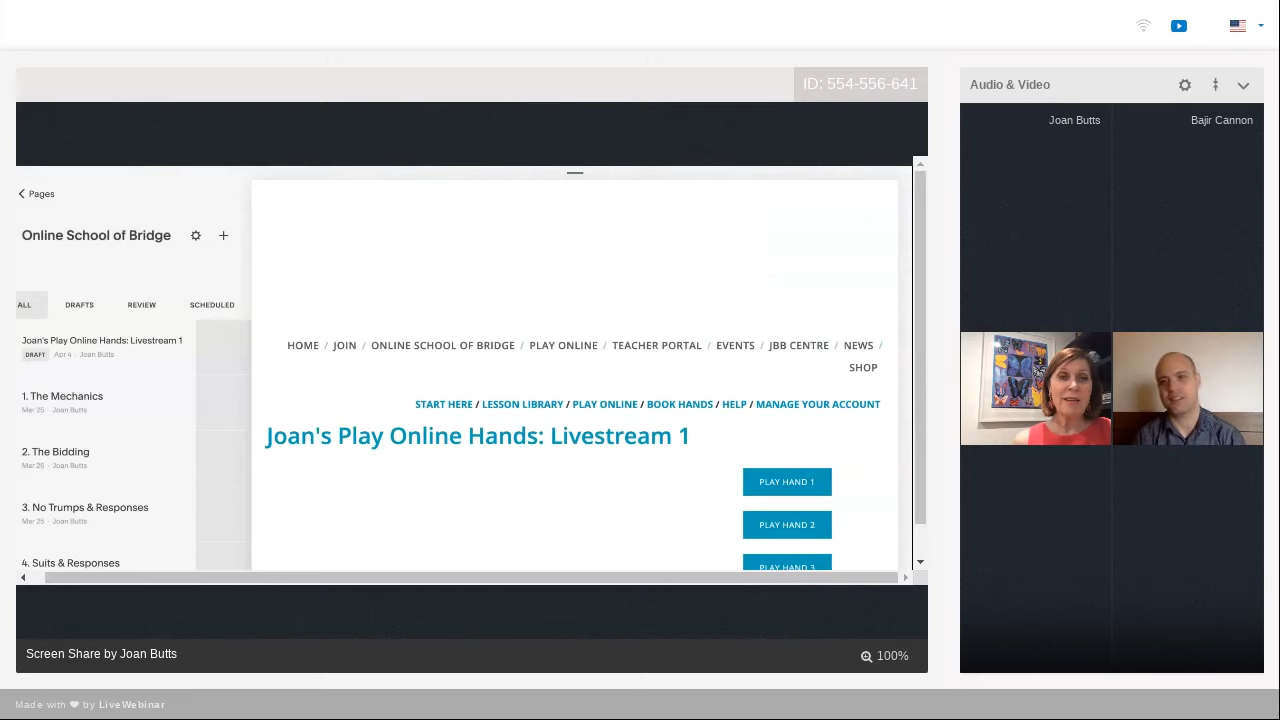 ID: 554-556-641
Audio & Video
Joan Butts
Bajir Cannon
Pages
Online School of Bridge
ALL DRAFTS REVIEW SCHEDULED
Joan's Play Online Hands: Livestream 1
DRAFT Apr 4 · Joan Butts
1. The Mechanics
Mar 25 · Joan Butts
2. The Bidding
Mar 25 · Joan Butts
3. No Trumps & Responses
Mar 25 · Joan Butts
4. Suits & Responses
HOME / JOIN / ONLINE SCHOOL OF BRIDGE / PLAY ONLINE / TEACHER PORTAL / EVENTS / JBB CENTRE / NEWS /
SHOP
START HERE / LESSON LIBRARY / PLAY ONLINE / BOOK HANDS / HELP / MANAGE YOUR ACCOUNT
Joan's Play Online Hands: Livestream 1
PLAY HAND 1
PLAY HAND 2
PLAY HAND 3
Screen Share by Joan Butts
100%
Made with ❤ by LiveWebinar